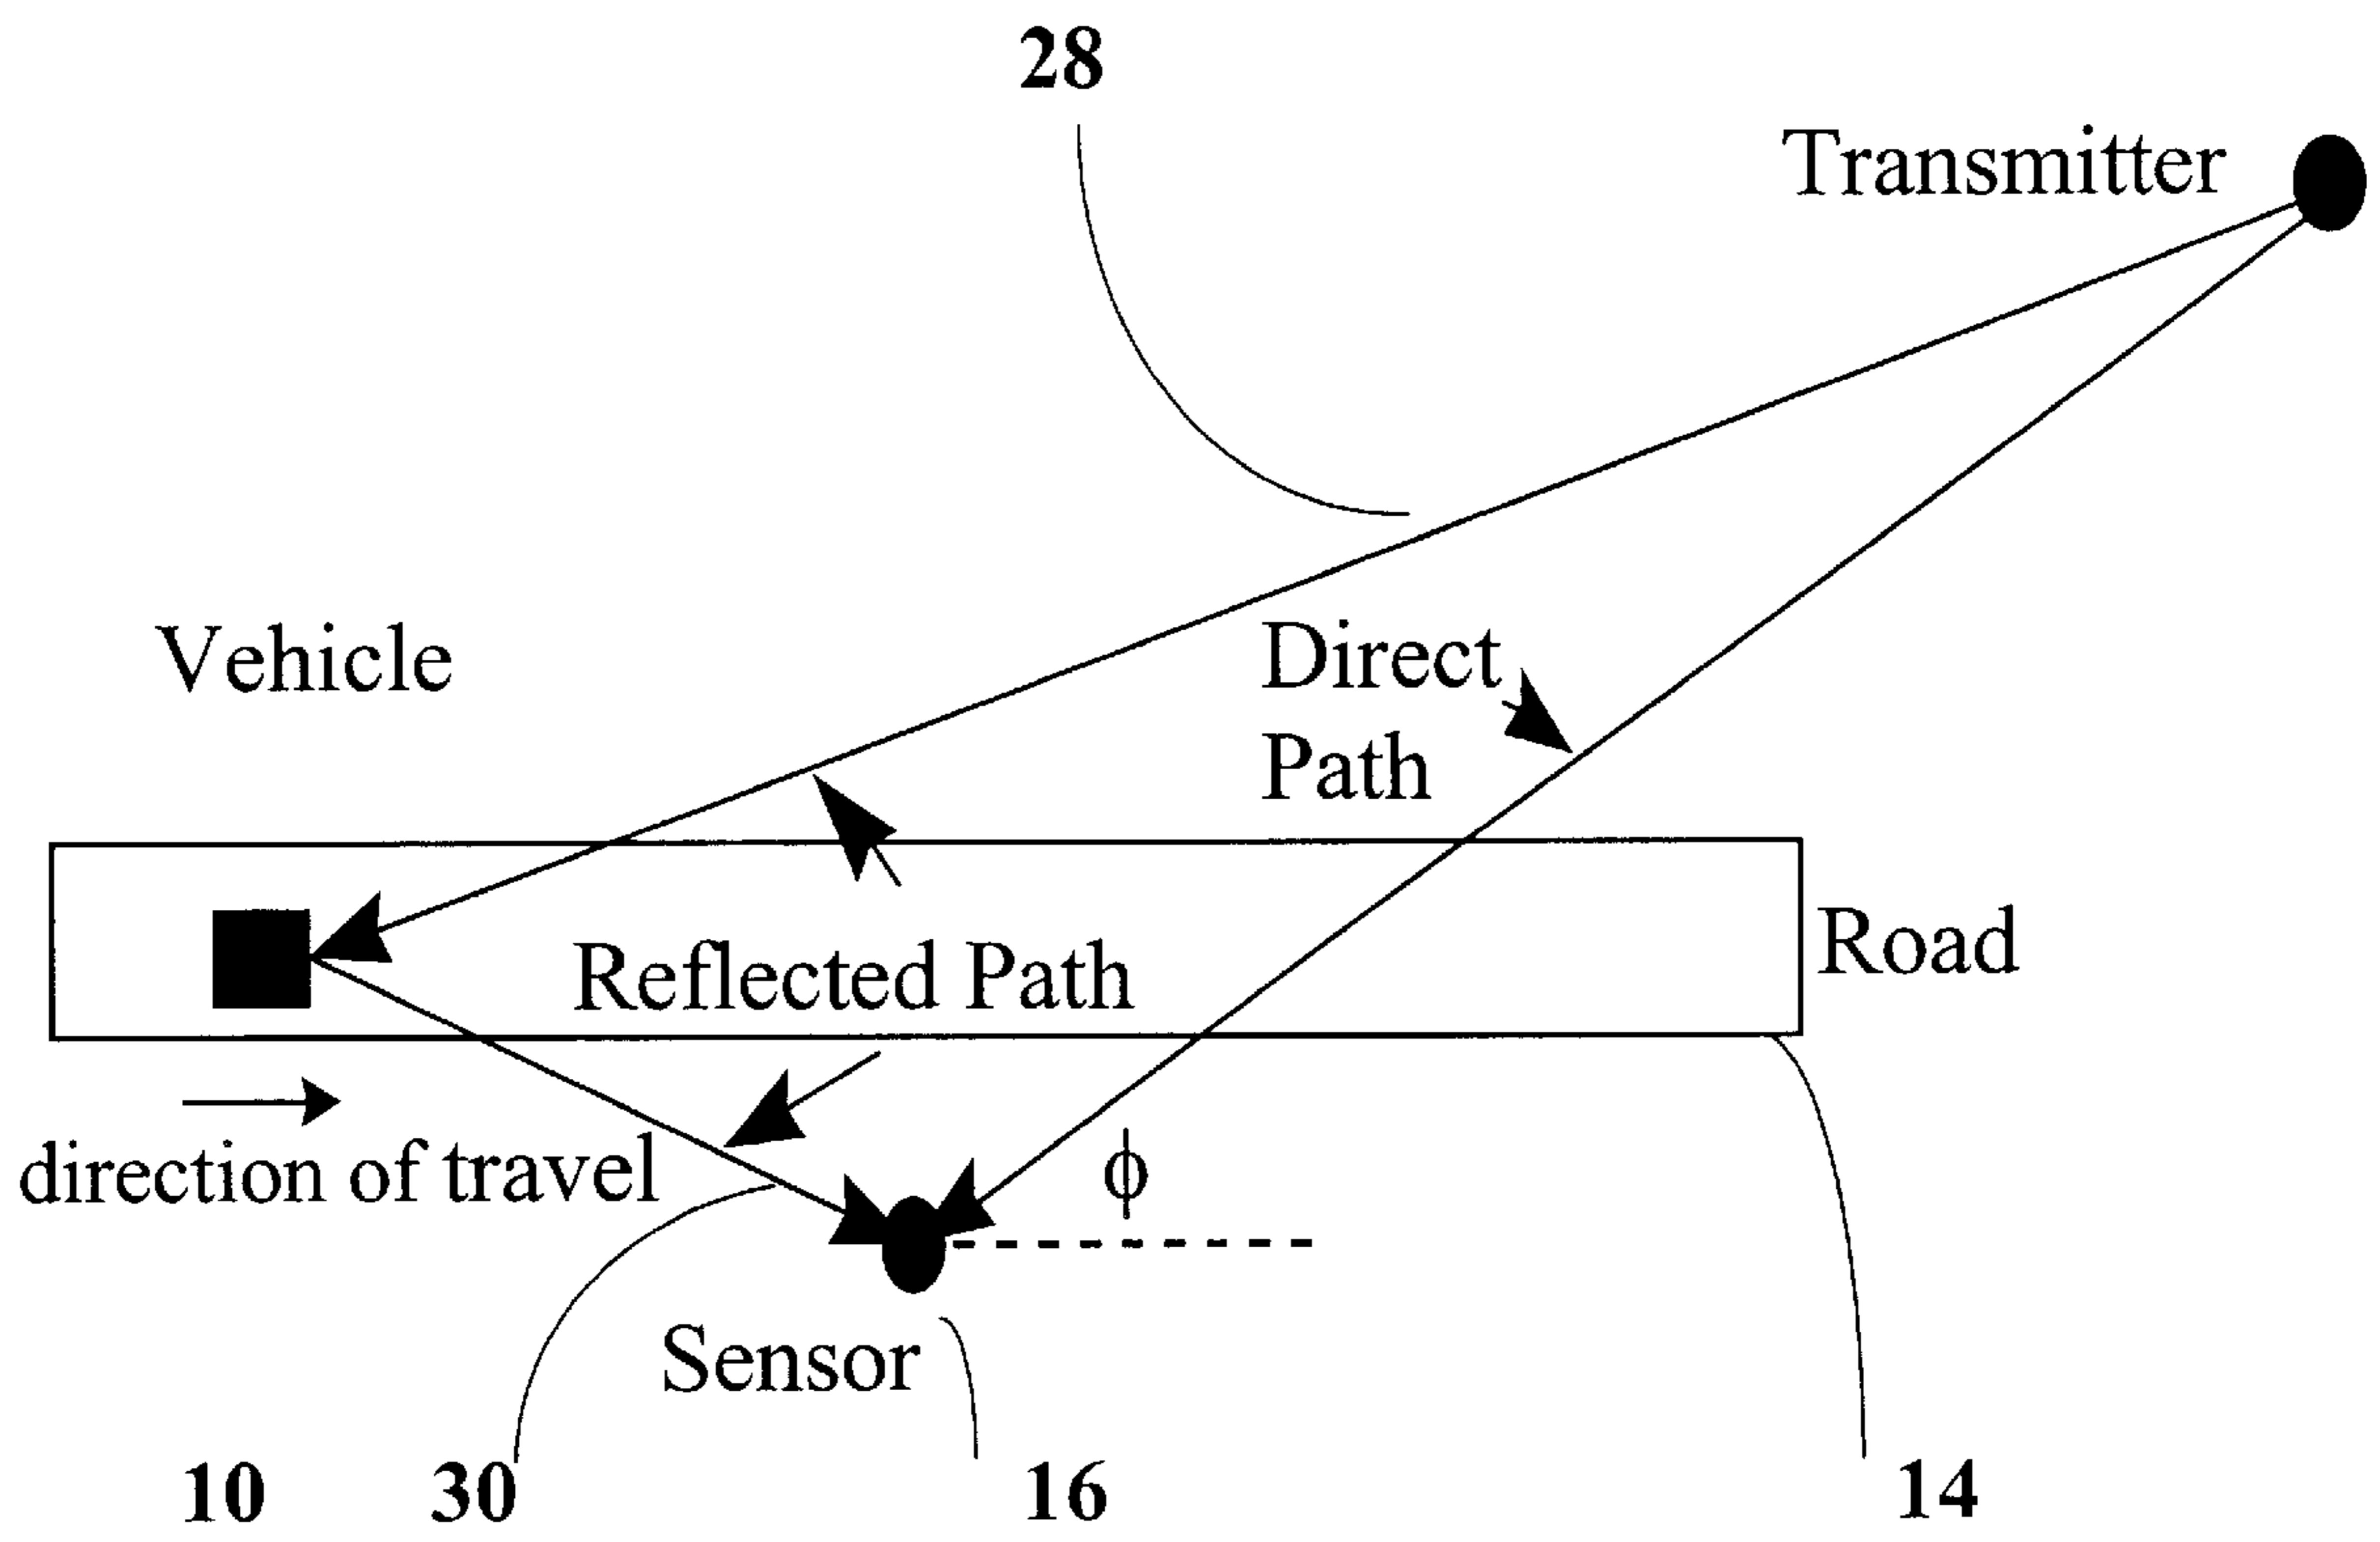 28
Transmitter
Vehicle
Direct
Path
Reflected Path
Road
direction of travel
ϕ
Sensor
10
30
16
14